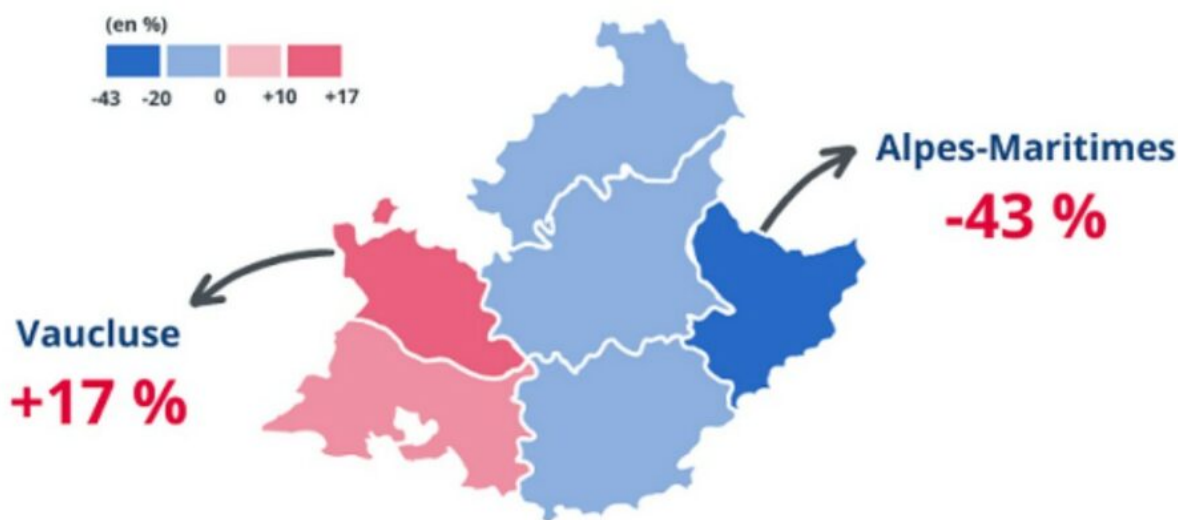 (en %)
-43 -20 0 +10 +17
Alpes-Maritimes
-43 %
Vaucluse
+17 %